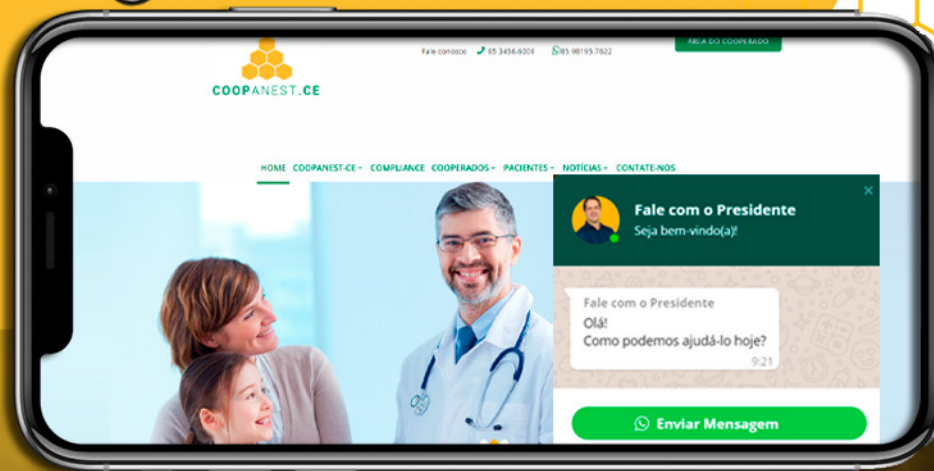 Fale conosco 85 3456.6006 85 98195.7622
ÁREA DO COOPERADO
COOPANEST.CE
HOME COOPANEST-CE COMPLIANCE COOPERADOS PACIENTES NOTÍCIAS CONTATE-NOS
Fale com o Presidente
Seja bem-vindo(a)!
Fale com o Presidente
Olá!
Como podemos ajudá-lo hoje?
9:21
Enviar Mensagem